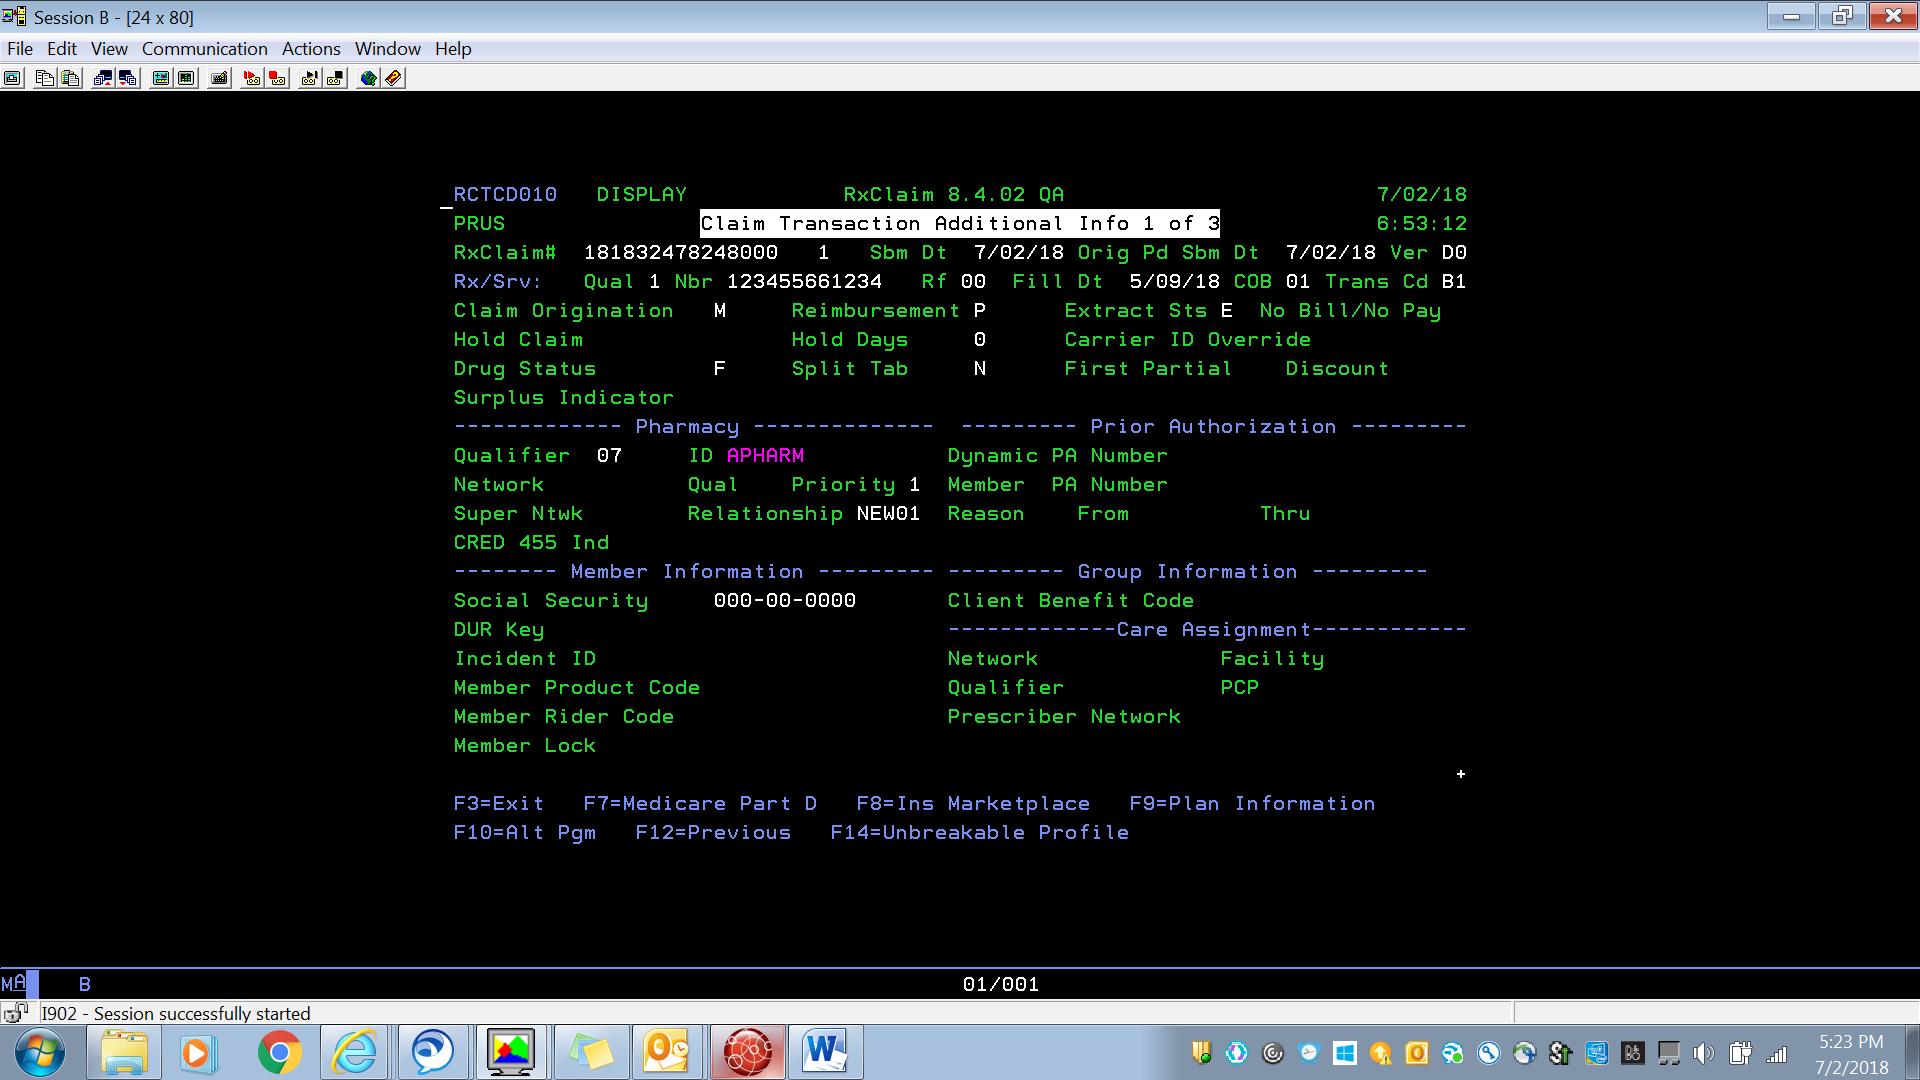 Session B - [24 x 80]
File Edit View Communication Actions Window Help
RCTCD010 DISPLAY RxClaim 8.4.02 QA 7/02/18
PRUS Claim Transaction Additional Info 1 of 3 6:53:12
RxClaim# 181832478248000 1 Sbm Dt 7/02/18 Orig Pd Sbm Dt 7/02/18 Ver D0
Rx/Srv: Qual 1 Nbr 123455661234 Rf 00 Fill Dt 5/09/18 COB 01 Trans Cd B1
Claim Origination M Reimbursement P Extract Sts E No Bill/No Pay
Hold Claim Hold Days 0 Carrier ID Override
Drug Status F Split Tab N First Partial Discount
Surplus Indicator
------------- Pharmacy -------------- --------- Prior Authorization ---------
Qualifier 07 ID APHARM Dynamic PA Number
Network Qual Priority 1 Member PA Number
Super Ntwk Relationship NEW01 Reason From Thru
CRED 455 Ind
-------- Member Information --------- --------- Group Information ---------
Social Security 000-00-0000 Client Benefit Code
DUR Key -------------Care Assignment------------
Incident ID Network Facility
Member Product Code Qualifier PCP
Member Rider Code Prescriber Network
Member Lock
+
F3=Exit F7=Medicare Part D F8=Ins Marketplace F9=Plan Information
F10=Alt Pgm F12=Previous F14=Unbreakable Profile
MA B 01/001
I902 - Session successfully started
5:23 PM
7/2/2018